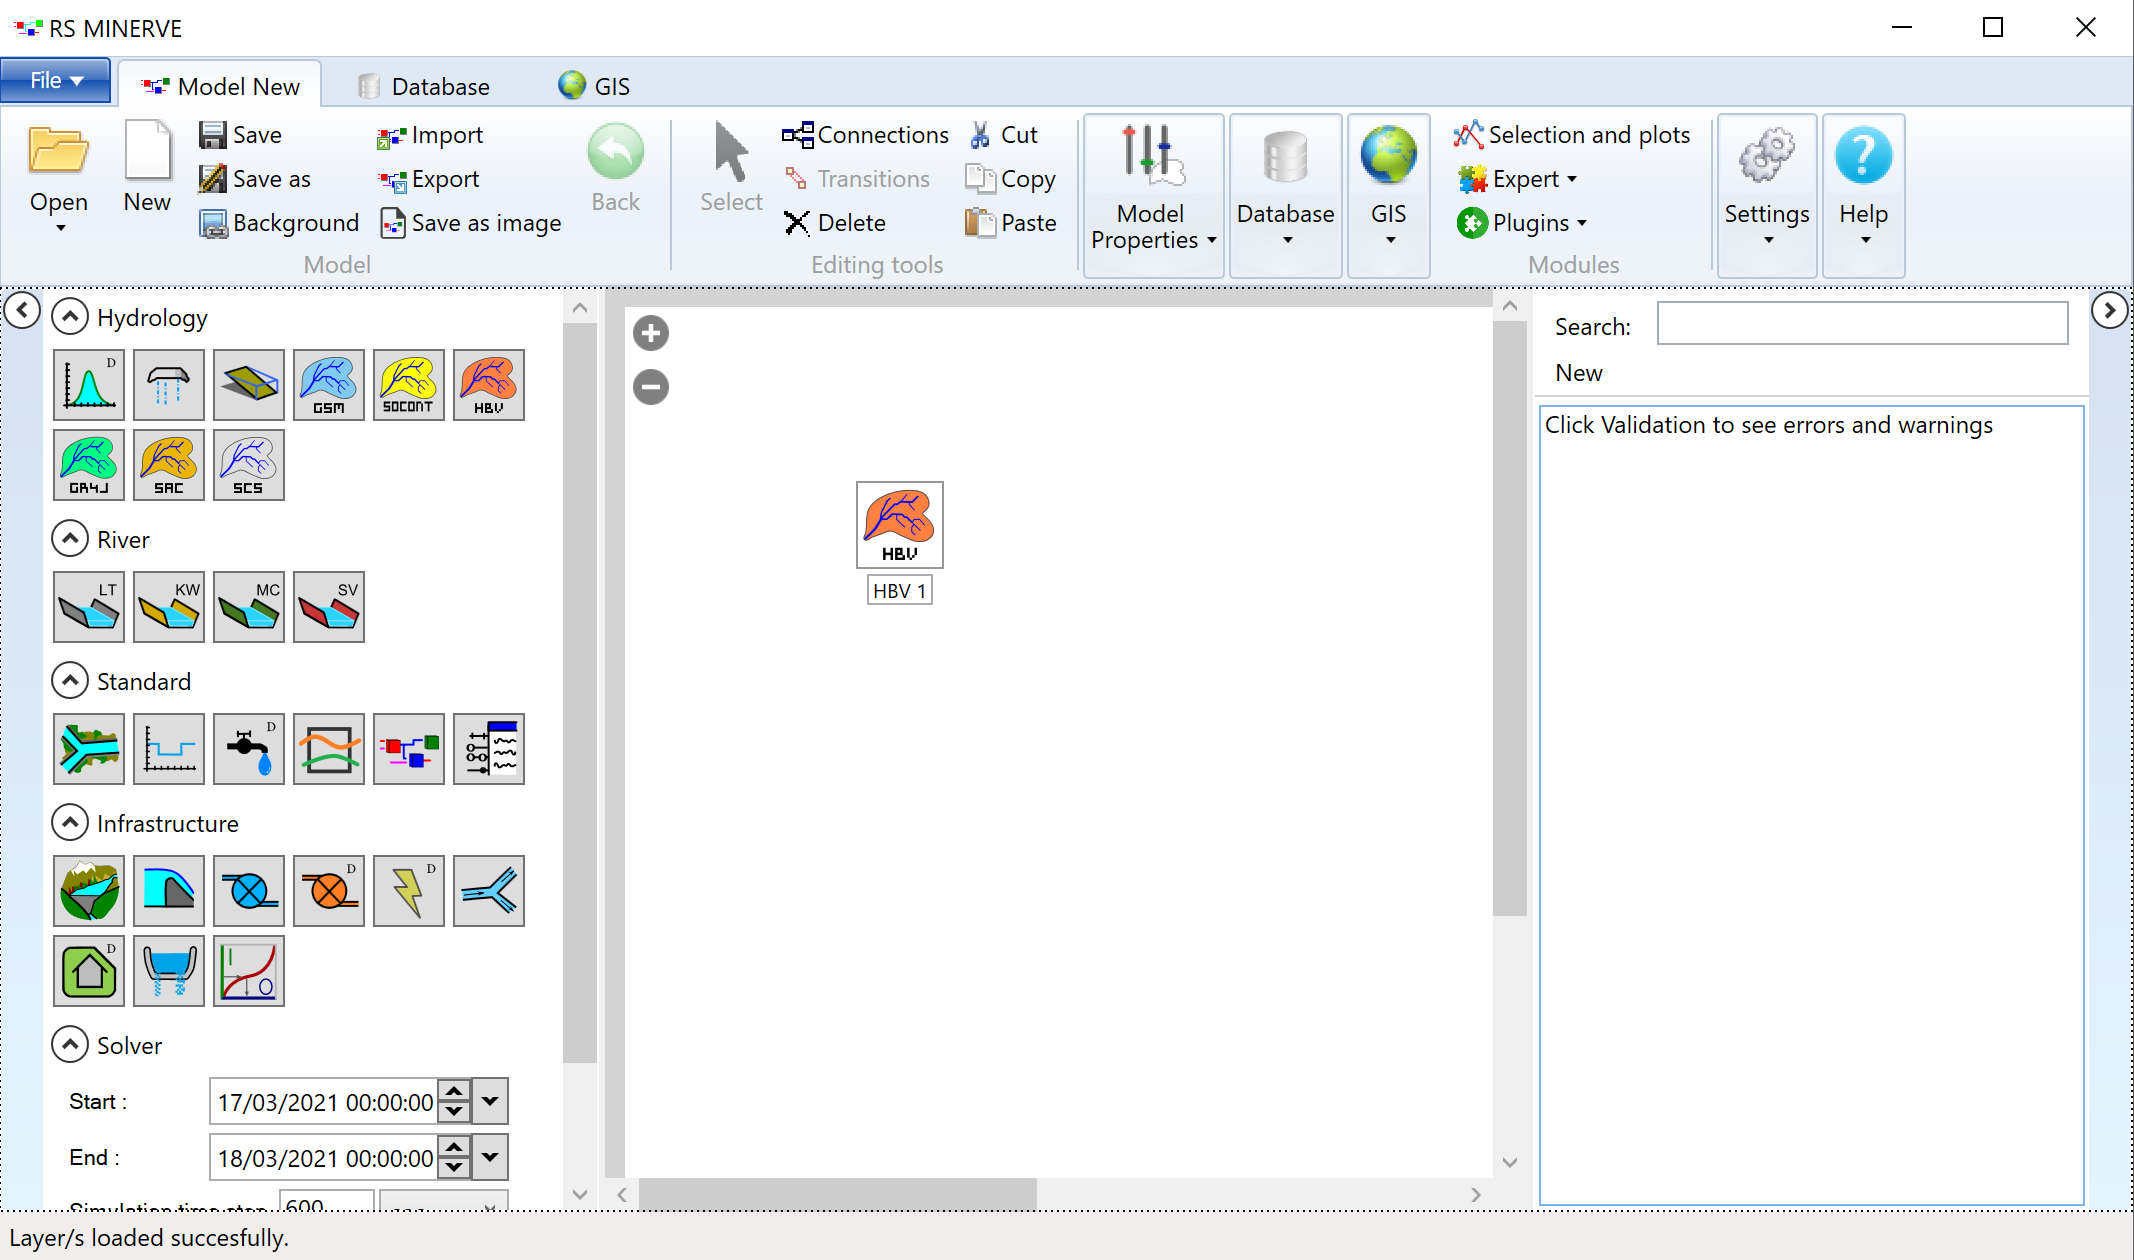 RS MINERVE
File
Model New
Database
GIS
Open
New
Save
Save as
Background
Import
Export
Save as image
Back
Model
Select
Connections
Transitions
Delete
Cut
Copy
Paste
Editing tools
Model
Properties
Database
GIS
Selection and plots
Expert
Plugins
Modules
Settings
Help
Hydrology
D
GSM
SOCONT
HBV
GR4J
SAC
SCS
River
LT
KW
MC
SV
Standard
D
Infrastructure
D
D
D
I
O
Solver
Start :
17/03/2021 00:00:00
End :
18/03/2021 00:00:00
Simulation time step
600
HBV
HBV 1
Search:
New
Click Validation to see errors and warnings
Layer/s loaded succesfully.